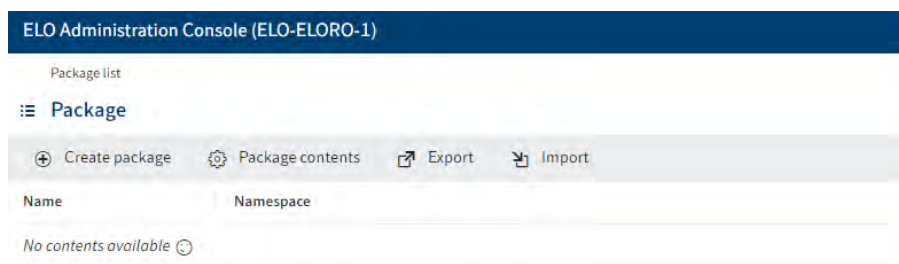 ELO Administration Console (ELO-ELORO-1)
Package list
Package
Create package Package contents Export Import
Name Namespace
No contents available